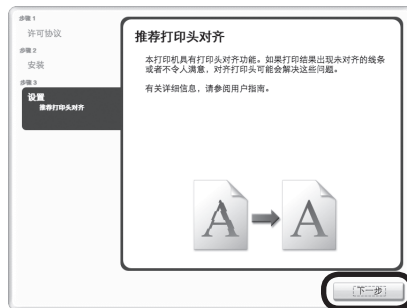 步骤 1
许可协议
步骤 2
安装
步骤 3
设置
推荐打印头对齐
推荐打印头对齐
本打印机具有打印头对齐功能。如果打印结果出现未对齐的线条
或者不令人满意，对齐打印头可能会解决这些问题。
有关详细信息，请参阅用户指南。
A
A
下一步